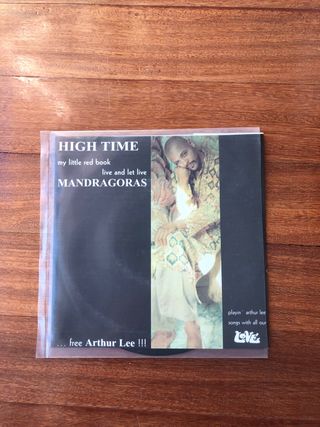 HIGH TIME
my little red book
live and let live
MANDRAGORAS
playin' arthur lee
songs with all our
LOVE
... free Arthur Lee !!!